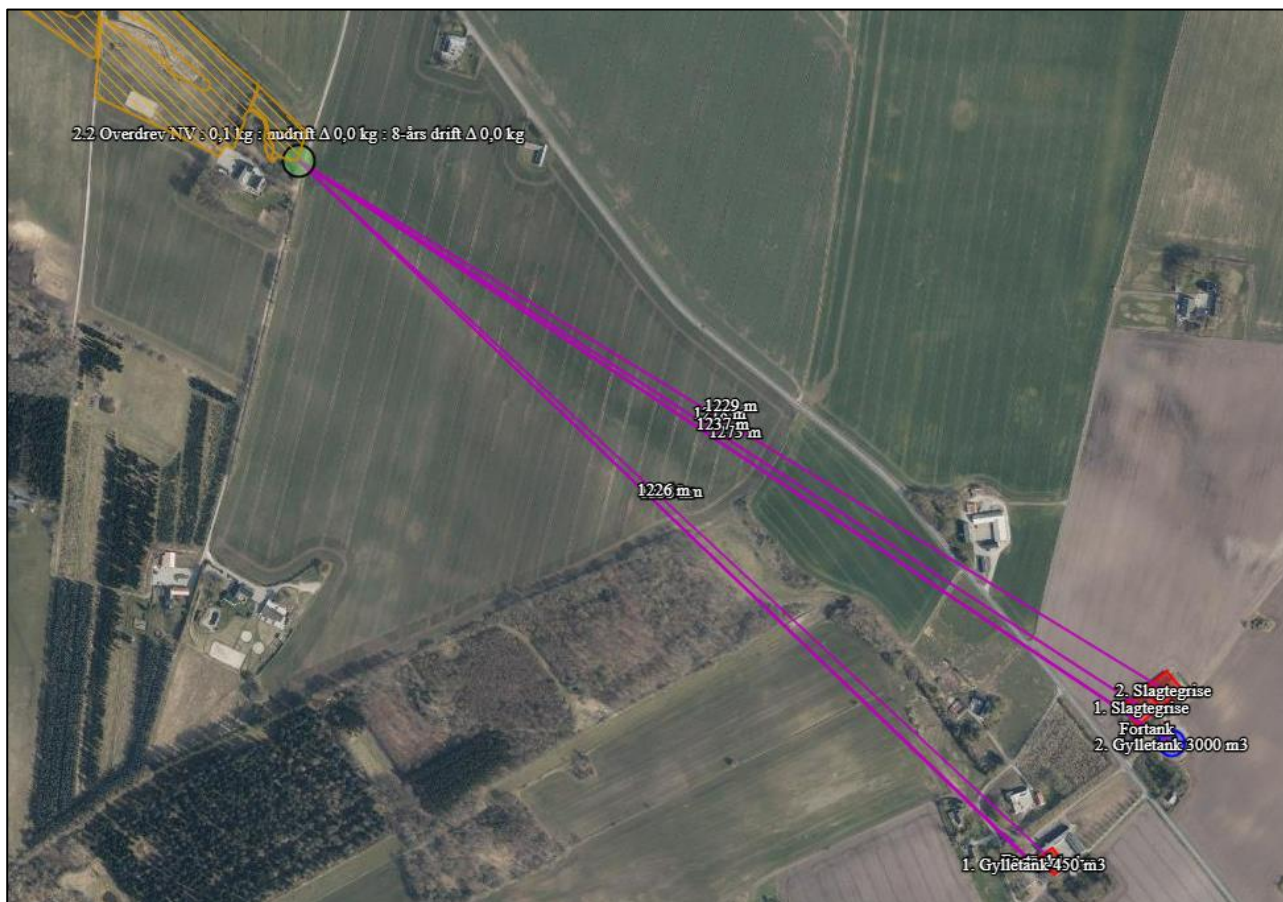 2.2 Overdrev NV : 0,1 kg : nudrift Δ 0,0 kg : 8-års drift Δ 0,0 kg
1229 m
1237 m
1273 m
1226 m
2. Slagtegrise
1. Slagtegrise
Fortank
2. Gylletank 3000 m3
1. Gylletank 450 m3